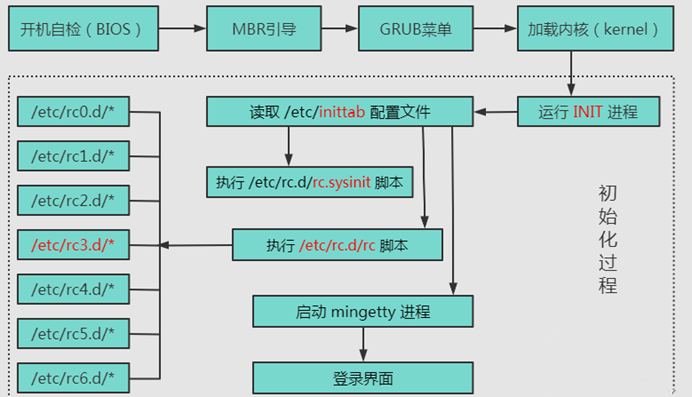 开机自检（BIOS）
MBR引导
GRUB菜单
加载内核（kernel）
运行 INIT 进程
读取 /etc/inittab 配置文件
执行 /etc/rc.d/rc.sysinit 脚本
执行 /etc/rc.d/rc 脚本
启动 mingetty 进程
登录界面
/etc/rc0.d/*
/etc/rc1.d/*
/etc/rc2.d/*
/etc/rc3.d/*
/etc/rc4.d/*
/etc/rc5.d/*
/etc/rc6.d/*
初始化过程